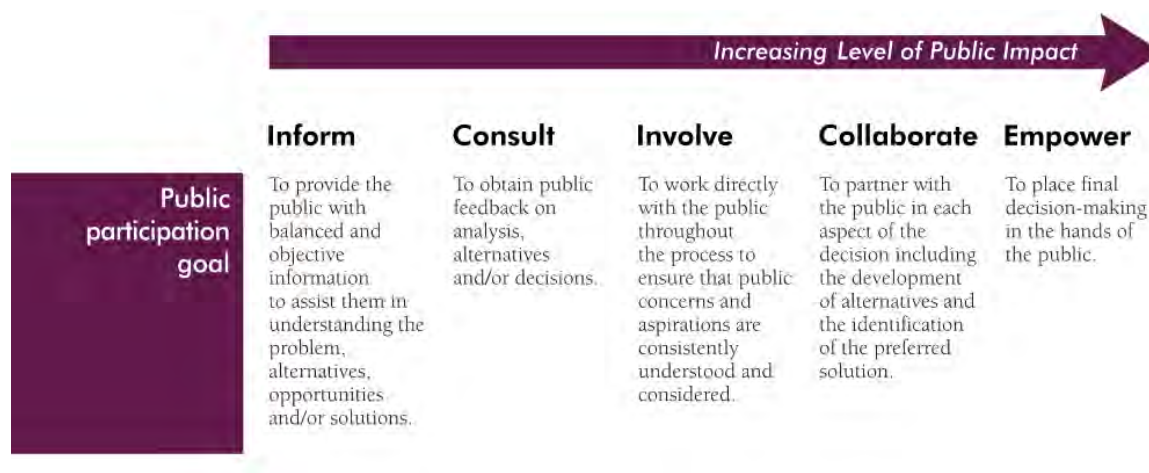 Increasing Level of Public Impact
Inform
Consult
Involve
Collaborate
Empower
Public
participation
goal
To provide the
public with
balanced and
objective
information
to assist them in
understanding the
problem,
alternatives,
opportunities
and/or solutions.
To obtain public
feedback on
analysis,
alternatives
and/or decisions.
To work directly
with the public
throughout
the process to
ensure that public
concerns and
aspirations are
consistently
understood and
considered.
To partner with
the public in each
aspect of the
decision including
the development
of alternatives and
the identification
of the preferred
solution.
To place final
decision-making
in the hands of
the public.